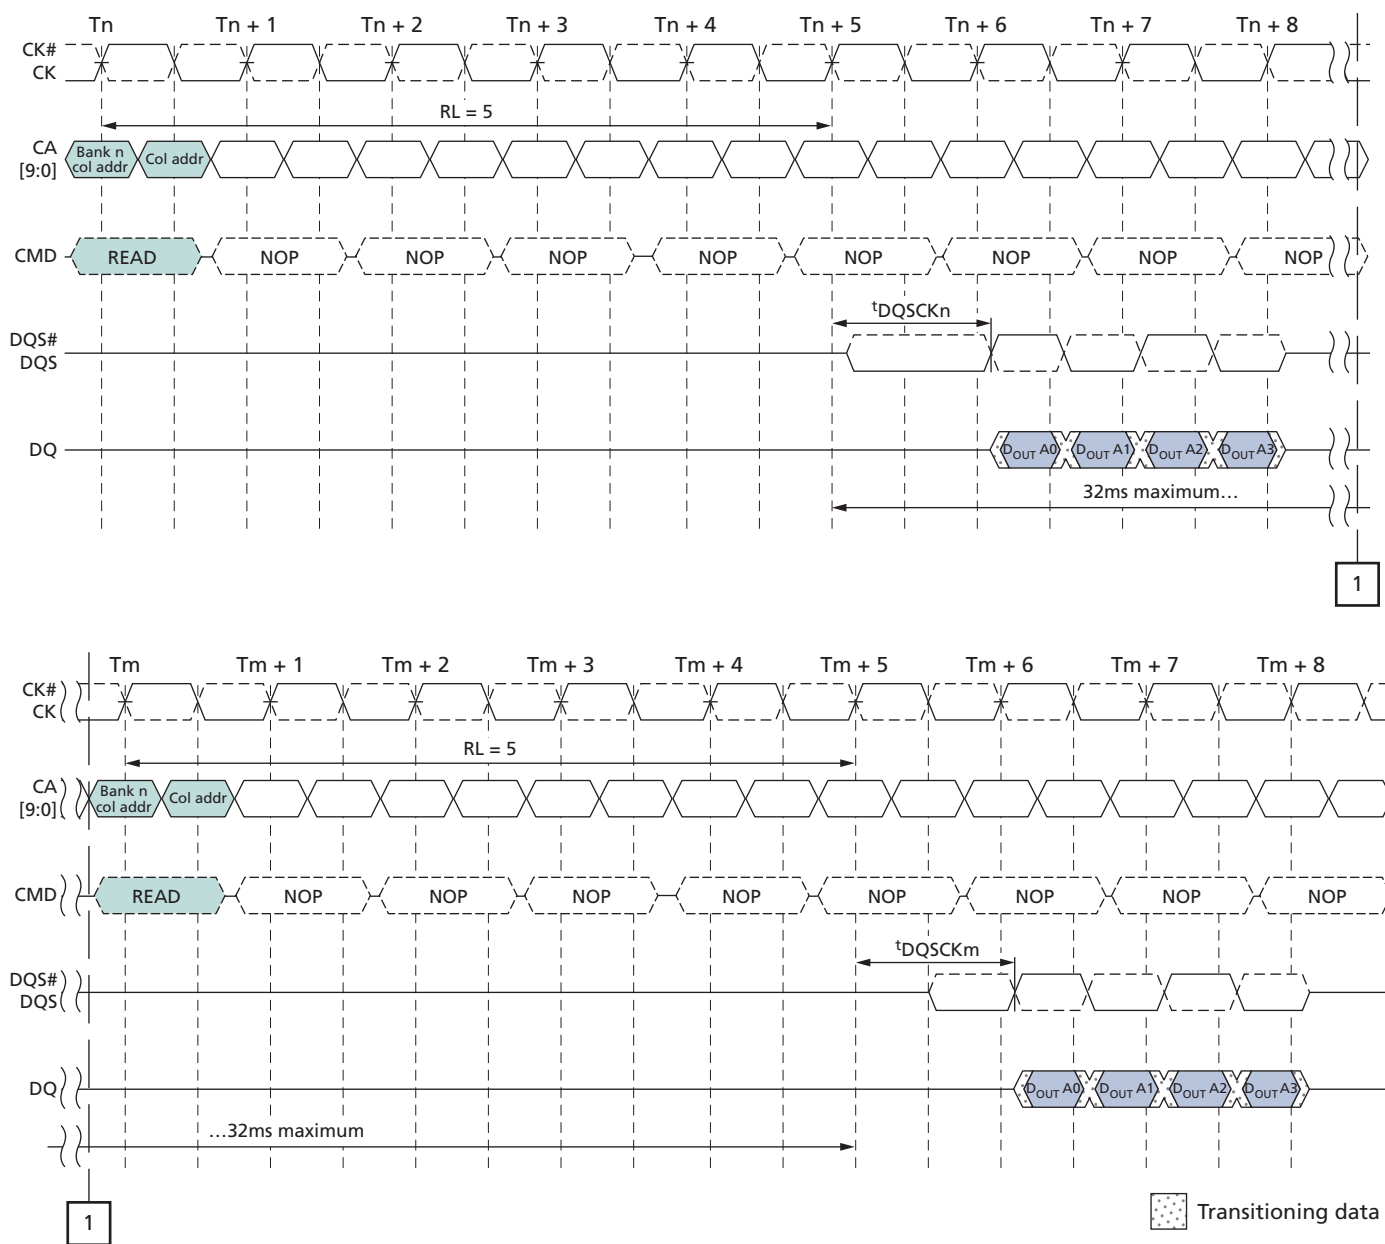 Tn Tn + 1 Tn + 2 Tn + 3 Tn + 4 Tn + 5 Tn + 6 Tn + 7 Tn + 8
CK#
CK
RL = 5
CA
[9:0]
Bank n
col addr
Col addr
CMD READ NOP NOP NOP NOP NOP NOP NOP NOP
tDQSCKn
DQS#
DQS
DQ DOUT A0 DOUT A1 DOUT A2 DOUT A3
32ms maximum…
1
Tm Tm + 1 Tm + 2 Tm + 3 Tm + 4 Tm + 5 Tm + 6 Tm + 7 Tm + 8
CK#
CK
RL = 5
CA
[9:0]
Bank n
col addr
Col addr
CMD READ NOP NOP NOP NOP NOP NOP NOP NOP
tDQSCKm
DQS#
DQS
DQ DOUT A0 DOUT A1 DOUT A2 DOUT A3
…32ms maximum
1
Transitioning data